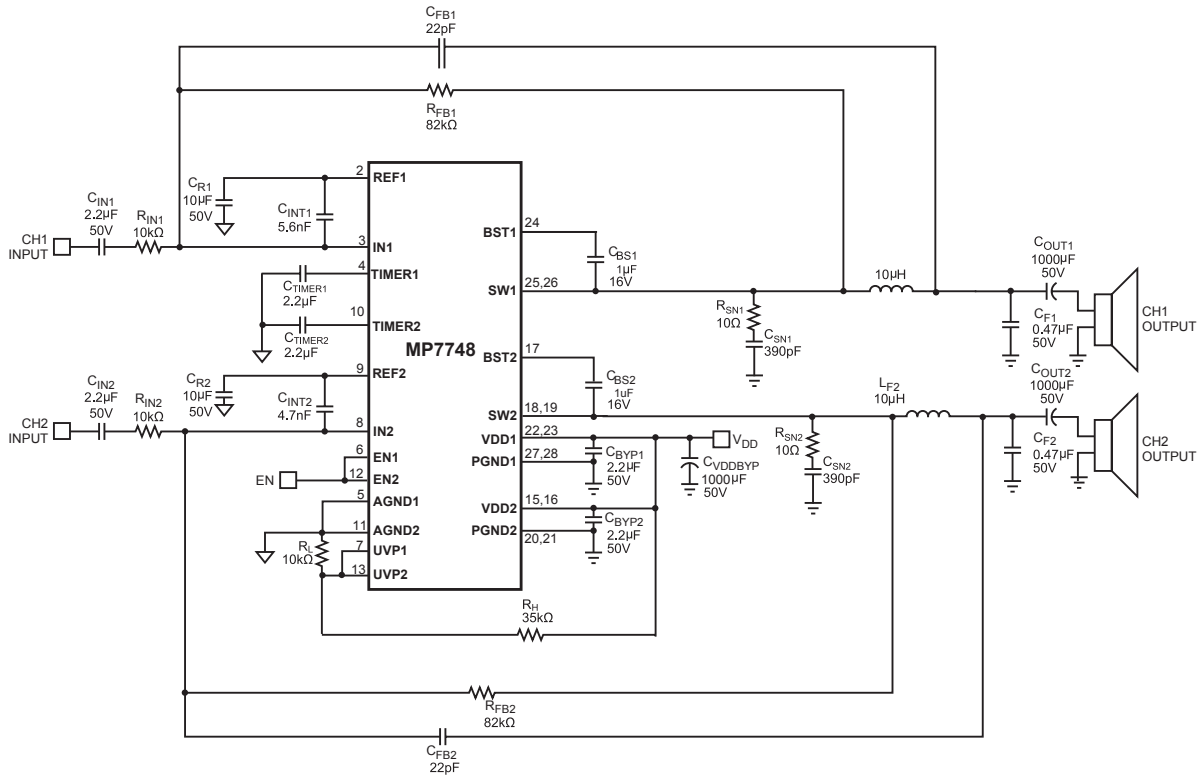 CFB1
22pF
RFB1
82kΩ
CR1
10µF
50V
CINT1
5.6nF
CIN1
2.2µF
50V
RIN1
10kΩ
CH1
INPUT
2
REF1
3
IN1
4
TIMER1
CTIMER1
2.2µF
10
TIMER2
CTIMER2
2.2µF
MP7748
9
REF2
CR2
10µF
50V
CINT2
4.7nF
CIN2
2.2µF
50V
RIN2
10kΩ
CH2
INPUT
8
IN2
6
EN1
EN
12
EN2
5
AGND1
11
AGND2
RL
10kΩ
7
UVP1
13
UVP2
BST1
24
CBS1
1µF
16V
SW1
25,26
RSN1
10Ω
CSN1
390pF
10µH
COUT1
1000µF
50V
CF1
0.47µF
50V
CH1
OUTPUT
BST2
17
CBS2
1uF
16V
SW2
18,19
RSN2
10Ω
CSN2
390pF
LF2
10µH
COUT2
1000µF
50V
CF2
0.47µF
50V
CH2
OUTPUT
VDD1
22,23
VDD
CBYP1
2.2µF
50V
PGND1
27,28
CVDDBYP
1000µF
50V
VDD2
15,16
CBYP2
2.2µF
50V
PGND2
20,21
RH
35kΩ
RFB2
82kΩ
CFB2
22pF